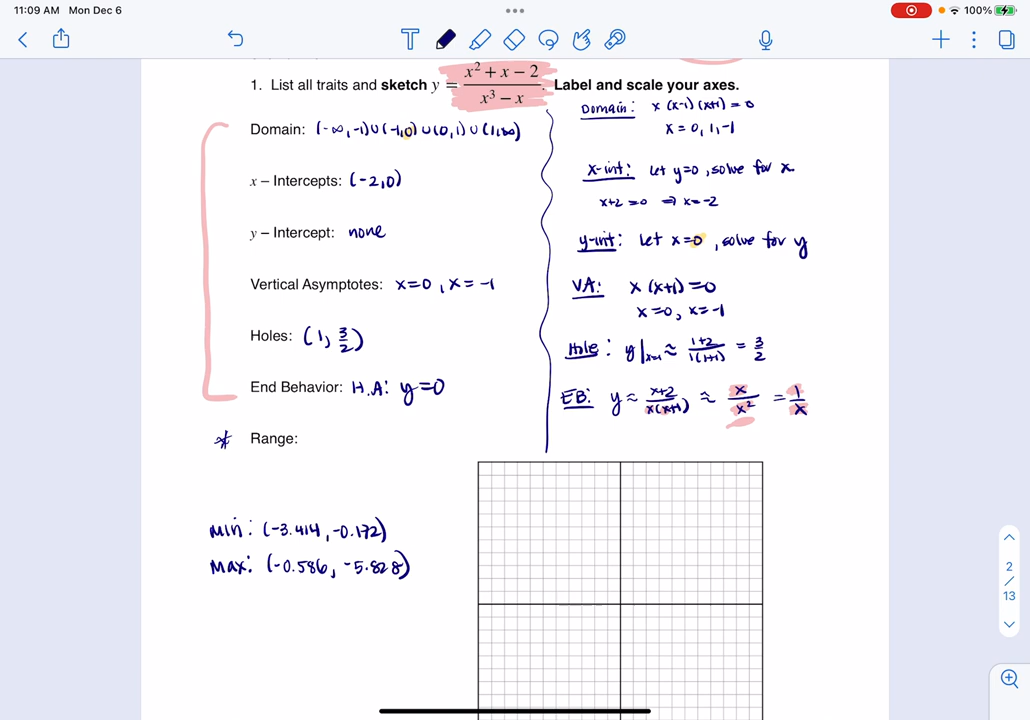 11:09 AM Mon Dec 6
100%
1. List all traits and sketch y = (x² + x − 2)/(x³ − x). Label and scale your axes.
Domain: (-∞, -1) ∪ (-1, 0) ∪ (0, 1) ∪ (1, ∞)
x – Intercepts: (-2, 0)
y – Intercept: none
Vertical Asymptotes: x=0, x=-1
Holes: (1, 3/2)
End Behavior: H.A: y=0
* Range:
Min: (-3.414, -0.172)
Max: (-0.586, -5.828)
Domain: x(x-1)(x+1)=0
x=0, 1, -1
x-int: let y=0, solve for x
x+2=0 ⇒ x=-2
y-int: let x=0, solve for y
VA: x(x+1)=0
x=0, x=-1
Hole: y|x=1 ≈ (1+2)/(1(1+1)) = 3/2
EB: y ≈ (x+2)/(x(x+1)) ≈ x/x² = 1/x
2
/
13